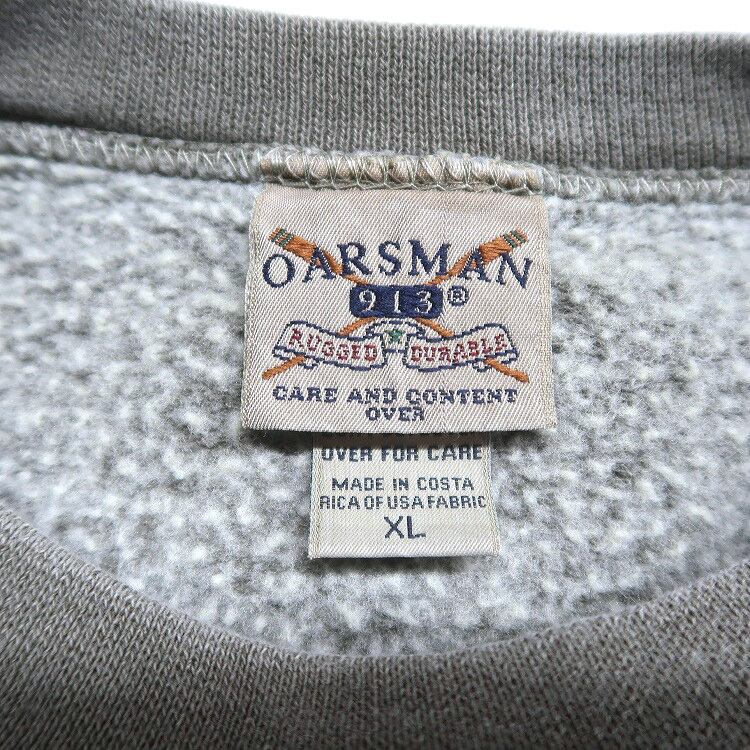 OARSMAN
913®
RUGGED DURABLE
CARE AND CONTENT
OVER
OVER FOR CARE
MADE IN COSTA
RICA OF USA FABRIC
XL